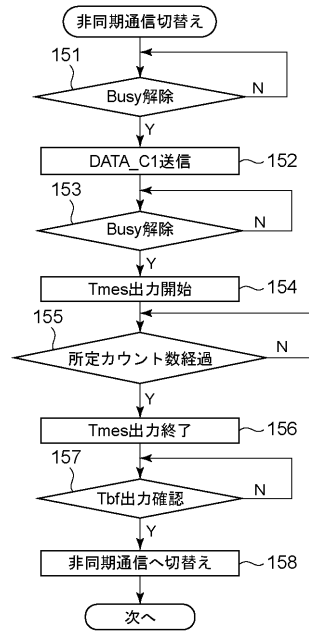 非同期通信切替え
151
Busy解除
N
Y
DATA_C1送信
152
153
Busy解除
N
Y
Tmes出力開始
154
155
所定カウント数経過
N
Y
Tmes出力終了
156
157
Tbf出力確認
N
Y
非同期通信へ切替え
158
次へ